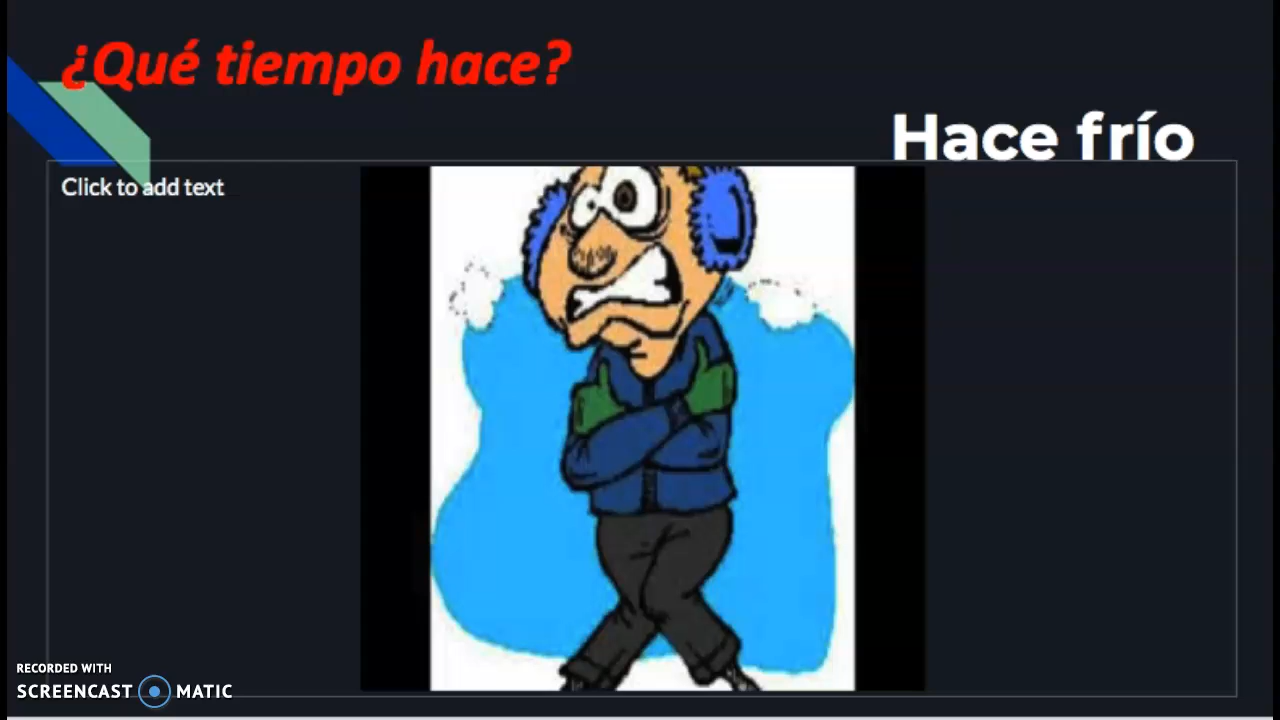 ¿Qué tiempo hace?
Hace frío
Click to add text
RECORDED WITH
SCREENCAST MATIC